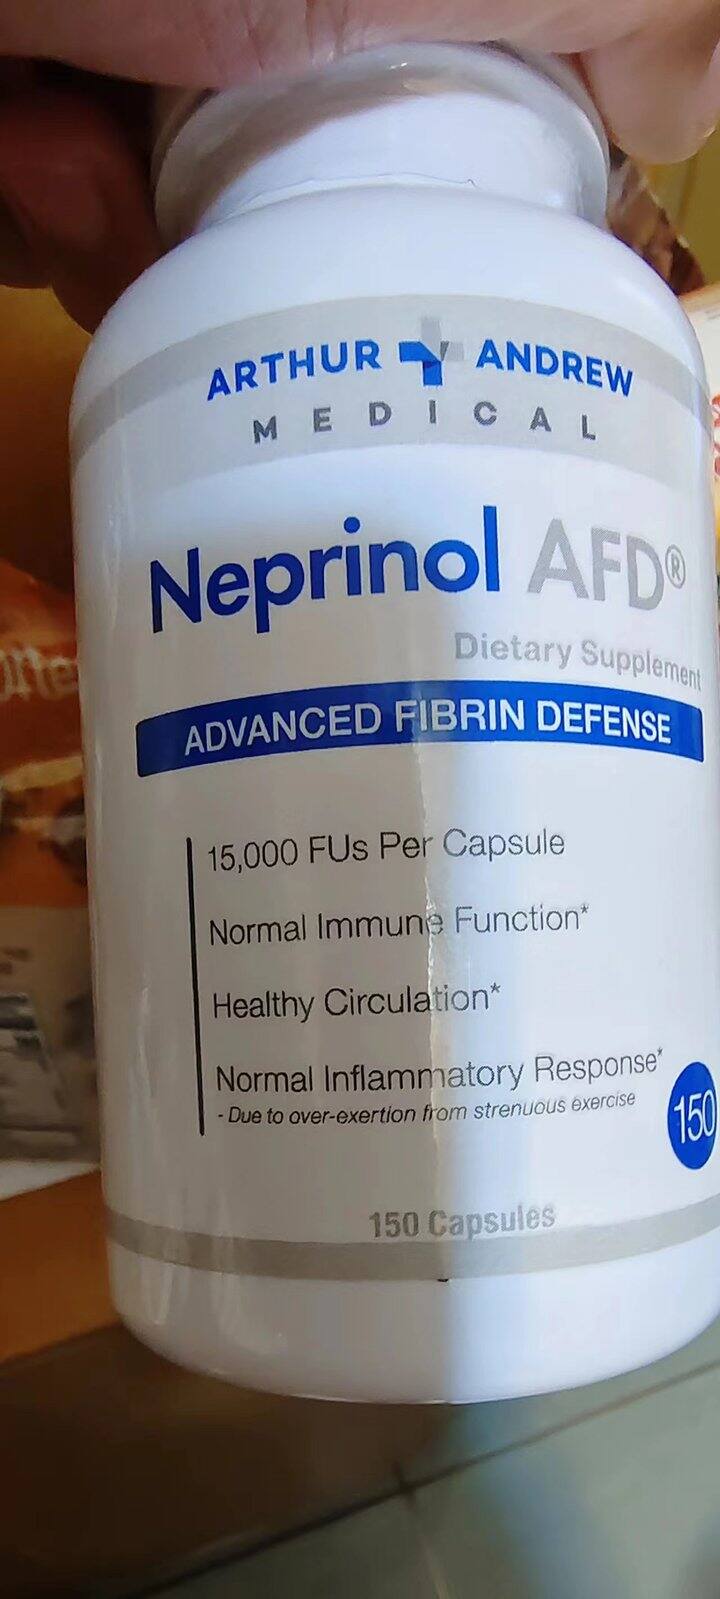 ARTHUR ANDREW
MEDICAL
Neprinol AFD®
Dietary Supplement
ADVANCED FIBRIN DEFENSE
15,000 FUs Per Capsule
Normal Immune Function*
Healthy Circulation*
Normal Inflammatory Response*
- Due to over-exertion from strenuous exercise
150
150 Capsules